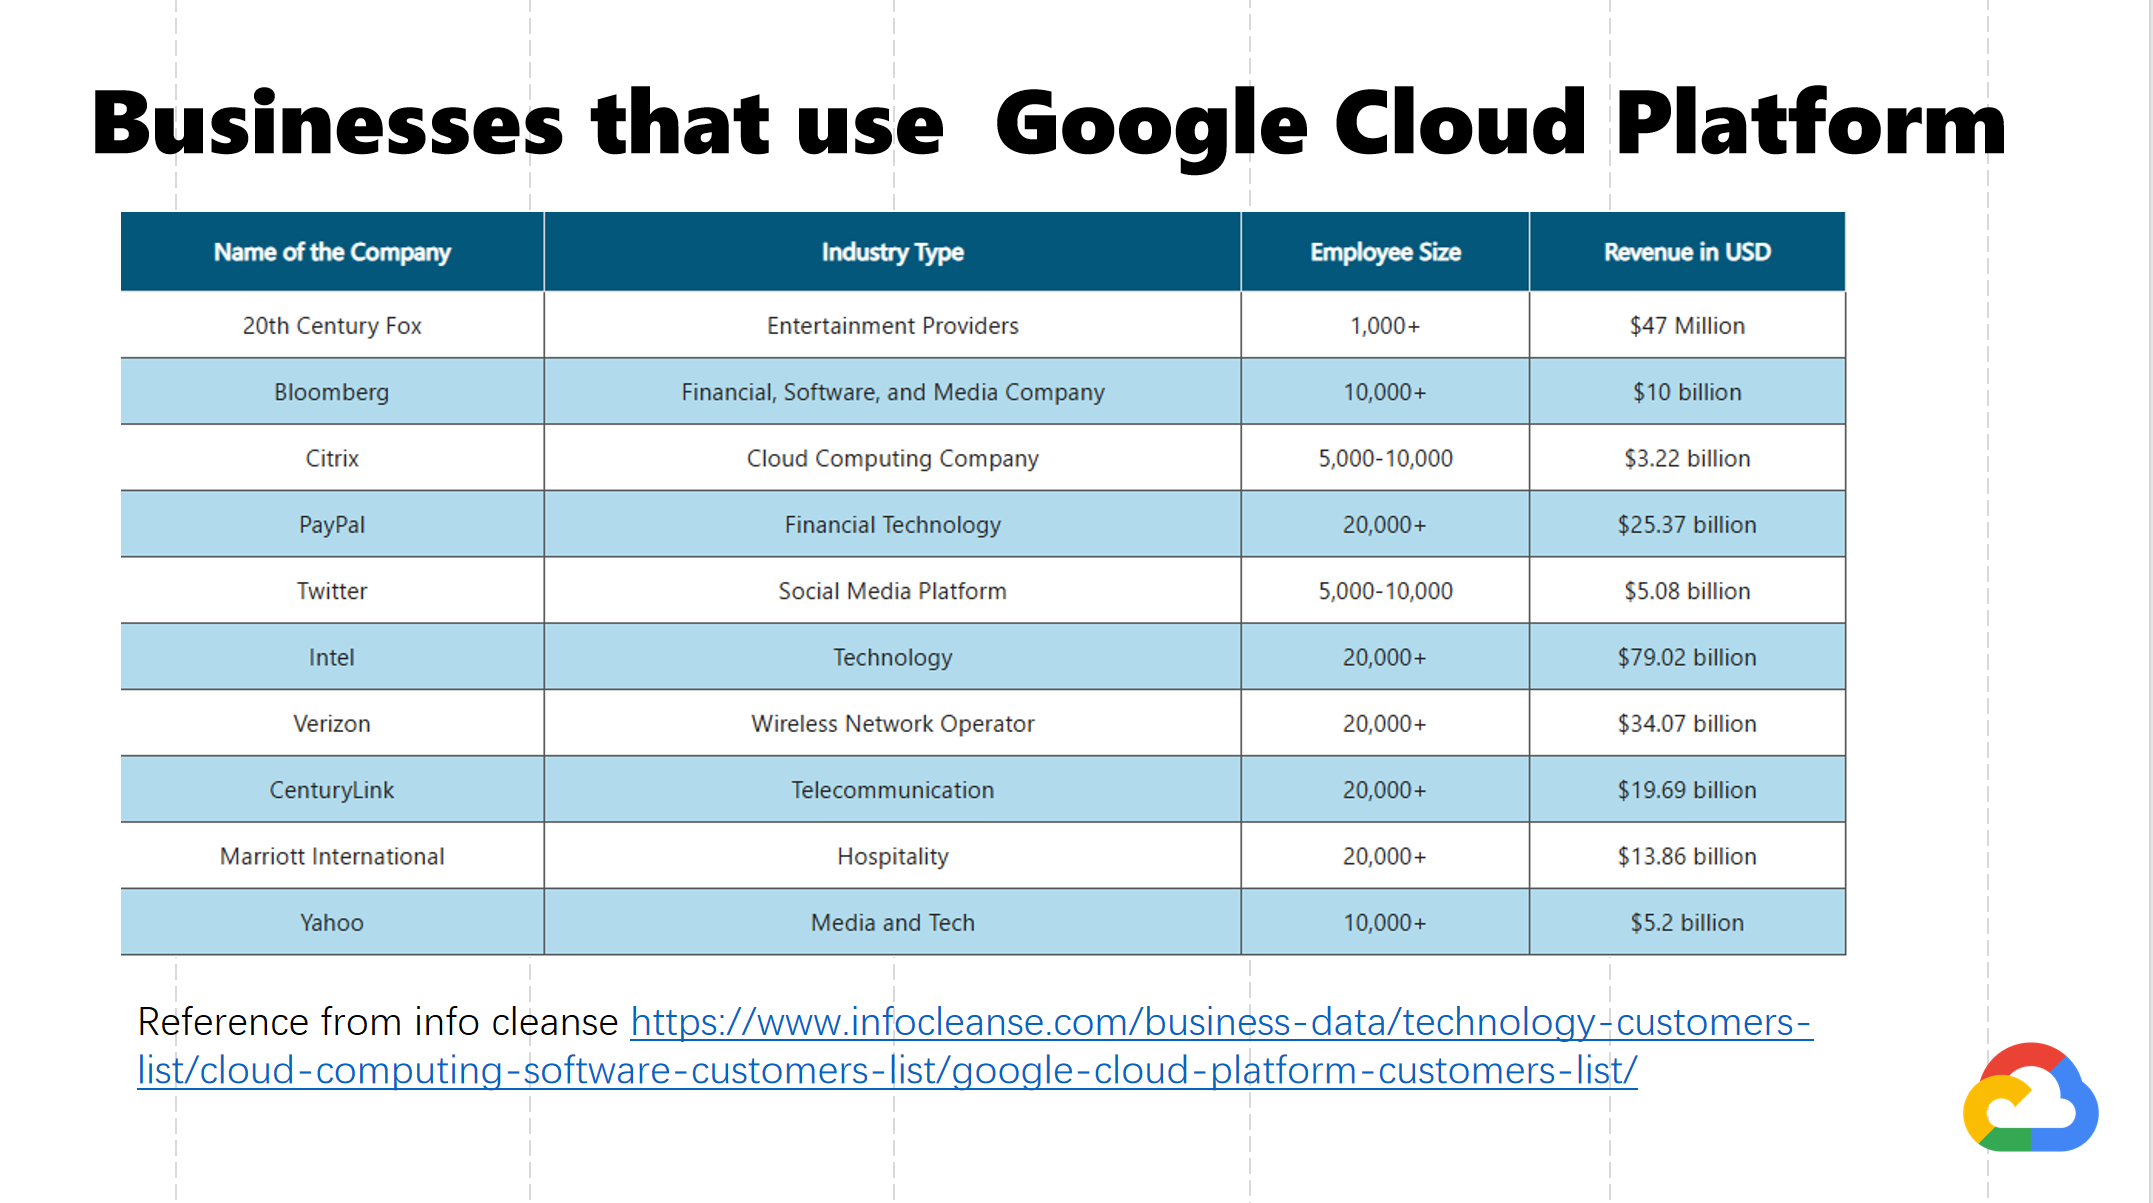 Businesses that use  Google Cloud Platform
Name of the Company Industry Type Employee Size Revenue in USD
20th Century Fox Entertainment Providers 1,000+ $47 Million
Bloomberg Financial, Software, and Media Company 10,000+ $10 billion
Citrix Cloud Computing Company 5,000-10,000 $3.22 billion
PayPal Financial Technology 20,000+ $25.37 billion
Twitter Social Media Platform 5,000-10,000 $5.08 billion
Intel Technology 20,000+ $79.02 billion
Verizon Wireless Network Operator 20,000+ $34.07 billion
CenturyLink Telecommunication 20,000+ $19.69 billion
Marriott International Hospitality 20,000+ $13.86 billion
Yahoo Media and Tech 10,000+ $5.2 billion
Reference from info cleanse https://www.infocleanse.com/business-data/technology-customers-
list/cloud-computing-software-customers-list/google-cloud-platform-customers-list/